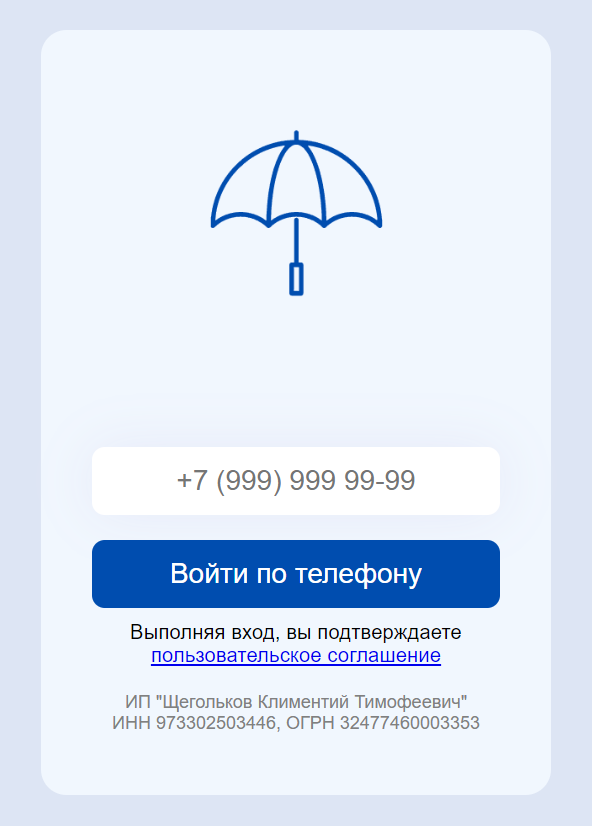 +7 (999) 999 99-99
Войти по телефону
Выполняя вход, вы подтверждаете
пользовательское соглашение
ИП "Щегольков Климентий Тимофеевич"
ИНН 973302503446, ОГРН 32477460003353